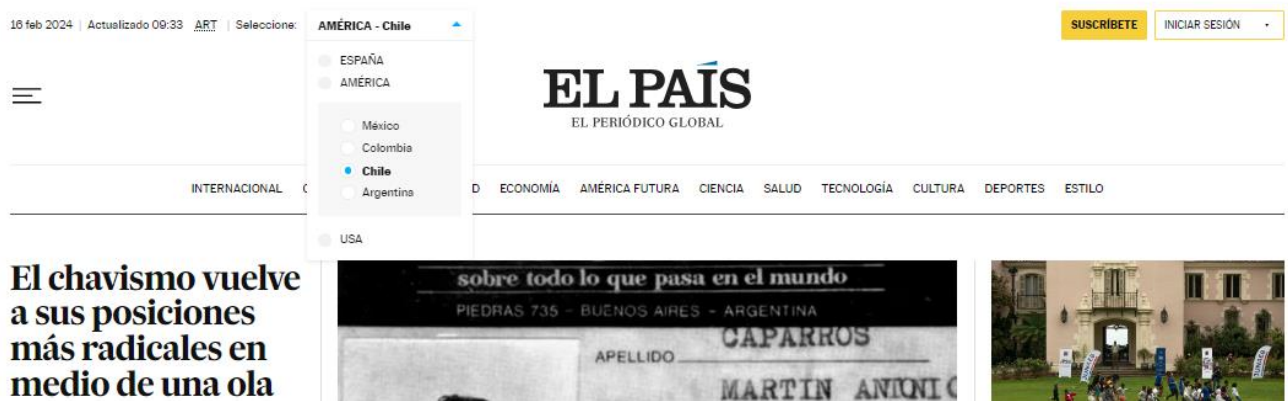 16 feb 2024 | Actualizado 09:33 ART | Seleccione: AMÉRICA - Chile
SUSCRÍBETE INICIAR SESIÓN
ESPAÑA
AMÉRICA
México
Colombia
Chile
Argentina
USA
EL PAÍS
EL PERIÓDICO GLOBAL
INTERNACIONAL ECONOMÍA AMÉRICA FUTURA CIENCIA SALUD TECNOLOGÍA CULTURA DEPORTES ESTILO
El chavismo vuelve
a sus posiciones
más radicales en
medio de una ola
sobre todo lo que pasa en el mundo
PIEDRAS 735 - BUENOS AIRES - ARGENTINA
APELLIDO CAPARROS
MARTIN ANTONIO